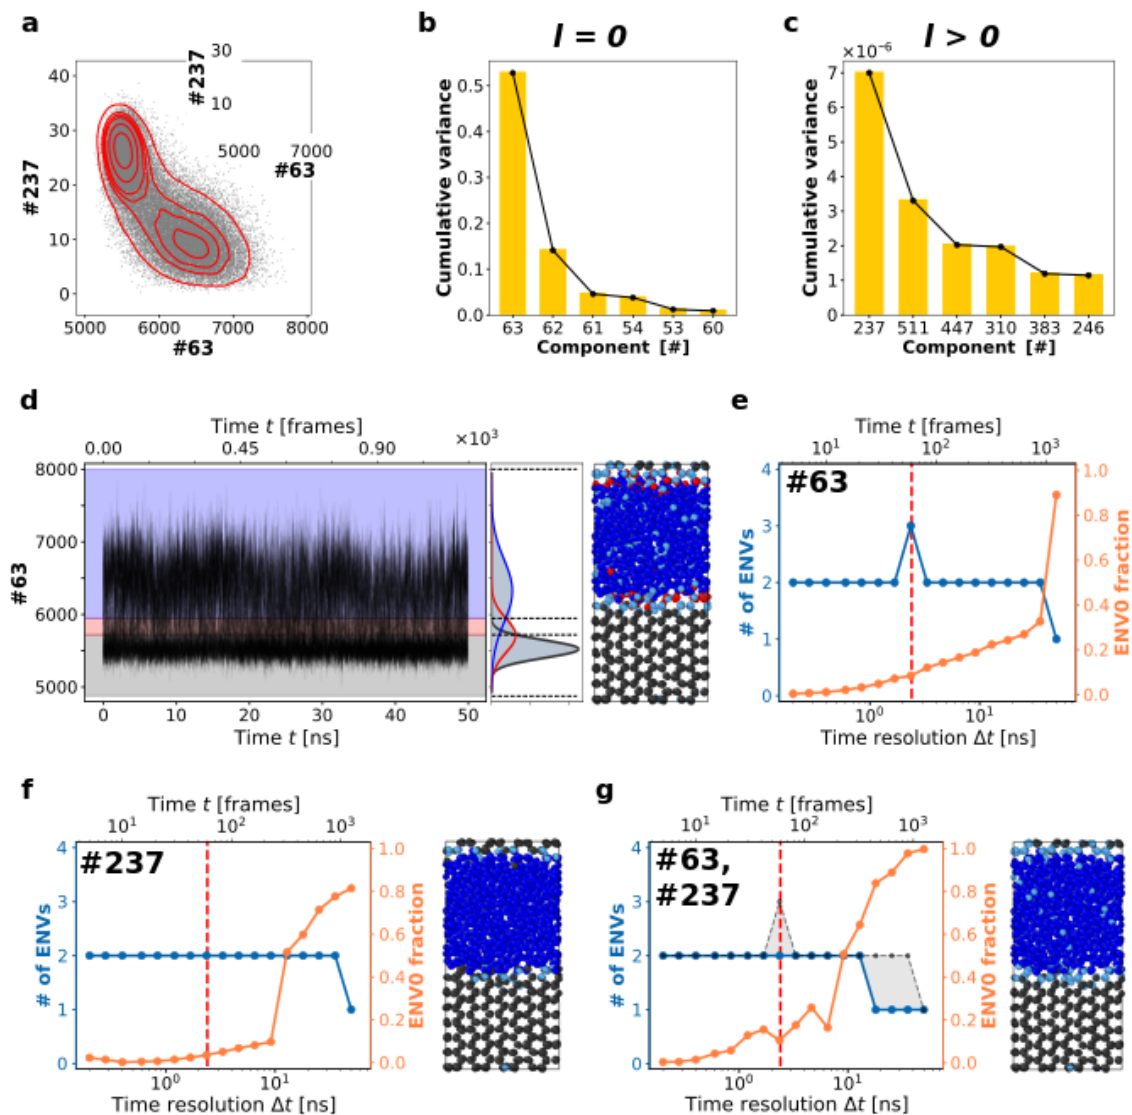 a
#237
30
10
5000 7000
#63
40
30
20
10
0
#237
5000 6000 7000 8000
#63
b
l = 0
Cumulative variance
0.5
0.4
0.3
0.2
0.1
0.0
63 62 61 54 53 60
Component [#]
c
l > 0
×10⁻⁶
Cumulative variance
7
6
5
4
3
2
1
0
237 511 447 310 383 246
Component [#]
d
Time t [frames]
0.00 0.45 0.90
×10³
#63
8000
7000
6000
5000
0 10 20 30 40 50
Time t [ns]
e
Time t [frames]
10¹ 10² 10³
#63
# of ENVs
4
3
2
1
0
1.0
0.8
0.6
0.4
0.2
0.0
ENV0 fraction
10⁰ 10¹
Time resolution Δt [ns]
f
Time t [frames]
10¹ 10² 10³
#237
# of ENVs
4
3
2
1
0
1.0
0.8
0.6
0.4
0.2
0.0
ENV0 fraction
10⁰ 10¹
Time resolution Δt [ns]
g
Time t [frames]
10¹ 10² 10³
#63,
#237
# of ENVs
4
3
2
1
0
1.0
0.8
0.6
0.4
0.2
0.0
ENV0 fraction
10⁰ 10¹
Time resolution Δt [ns]